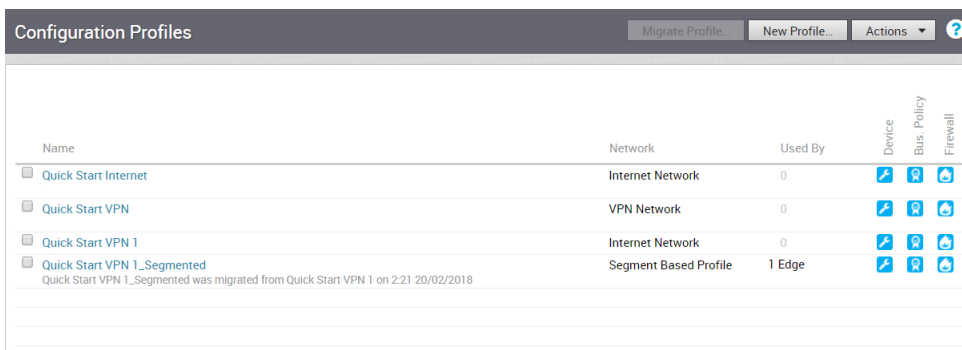 Configuration Profiles
Migrate Profile...
New Profile...
Actions
?
Name
Network
Used By
Device
Bus. Policy
Firewall
Quick Start Internet
Internet Network
0
Quick Start VPN
VPN Network
0
Quick Start VPN 1
Internet Network
0
Quick Start VPN 1_Segmented
Segment Based Profile
1 Edge
Quick Start VPN 1_Segmented was migrated from Quick Start VPN 1 on 2:21 20/02/2018